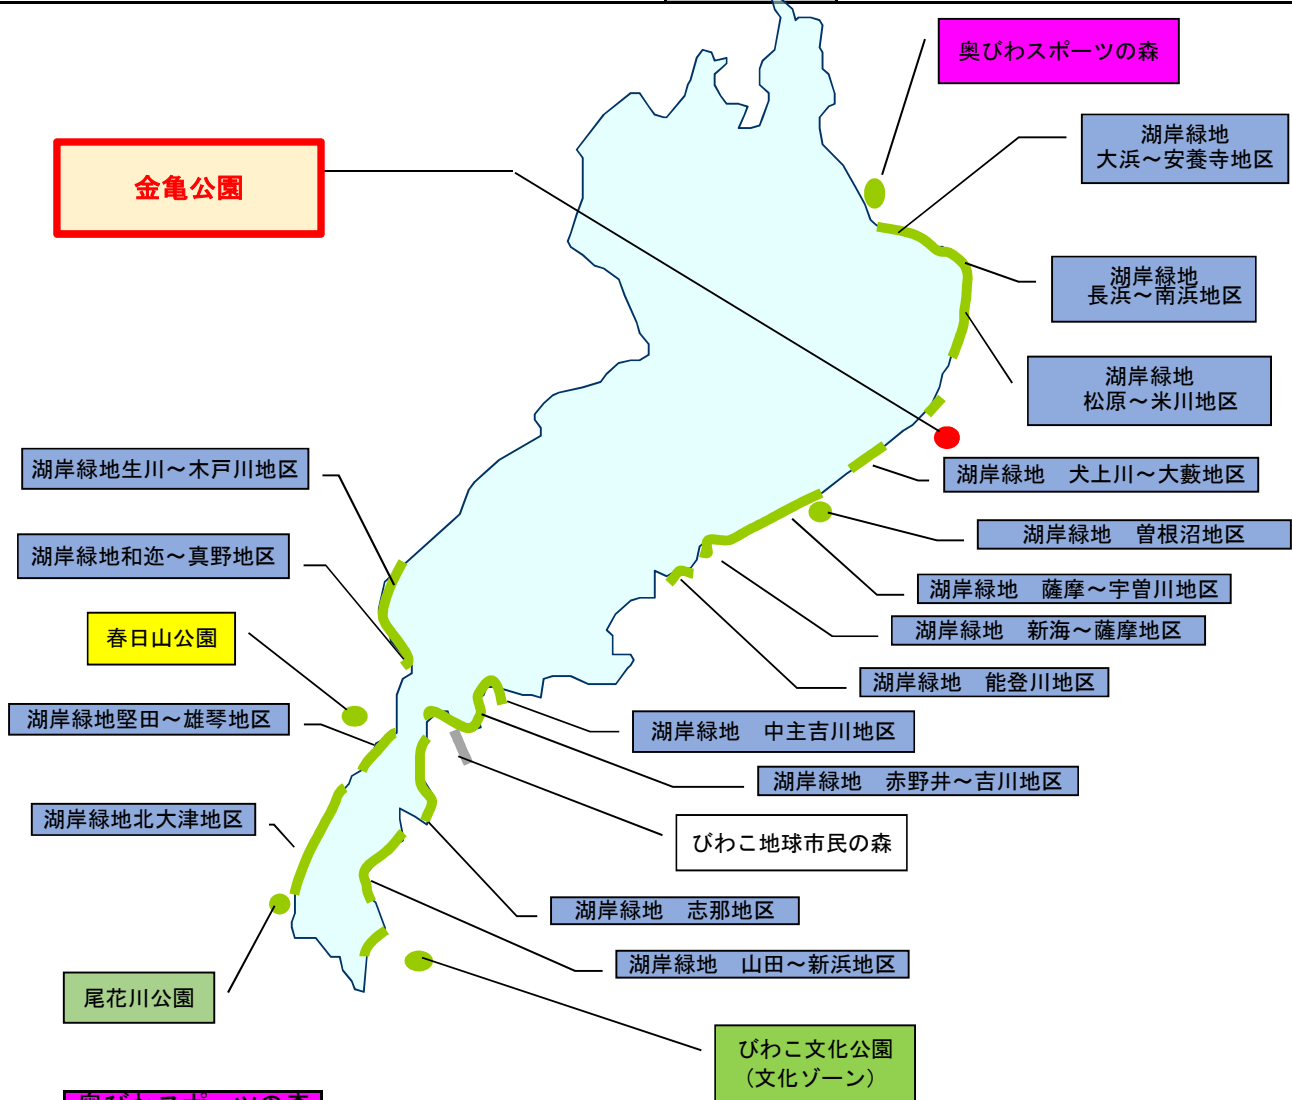 奥びわスポーツの森
湖岸緑地
大浜～安養寺地区
金亀公園
湖岸緑地
長浜～南浜地区
湖岸緑地
松原～米川地区
湖岸緑地生川～木戸川地区
湖岸緑地　犬上川～大藪地区
湖岸緑地　曽根沼地区
湖岸緑地和迩～真野地区
湖岸緑地　薩摩～宇曽川地区
湖岸緑地　新海～薩摩地区
春日山公園
湖岸緑地　能登川地区
湖岸緑地堅田～雄琴地区
湖岸緑地　中主吉川地区
湖岸緑地　赤野井～吉川地区
湖岸緑地北大津地区
びわこ地球市民の森
湖岸緑地　志那地区
湖岸緑地　山田～新浜地区
尾花川公園
びわこ文化公園
（文化ゾーン）
奥びわスポーツの森